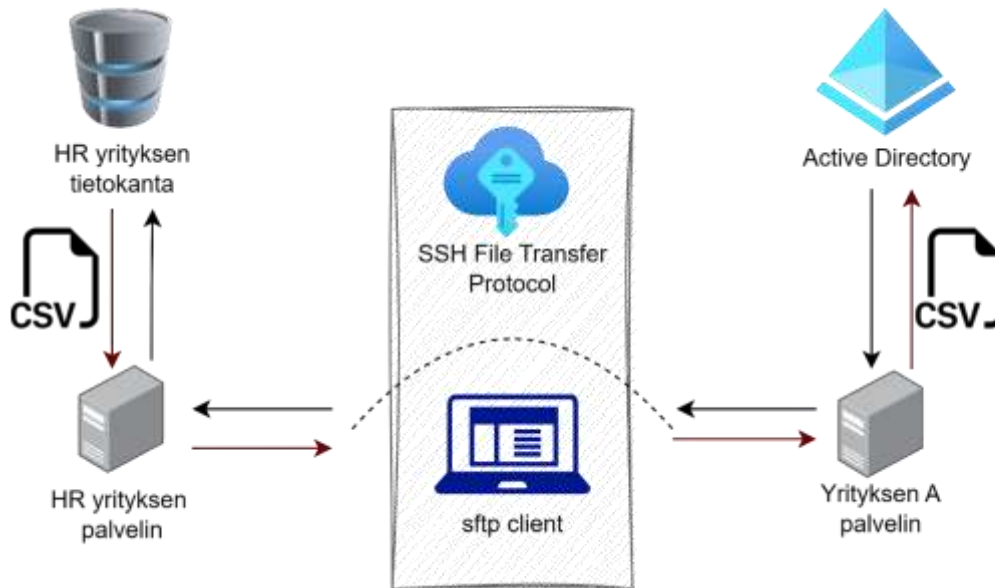 HR yrityksen
tietokanta
CSV
HR yrityksen
palvelin
SSH File Transfer
Protocol
sftp client
Active Directory
CSV
Yrityksen A
palvelin